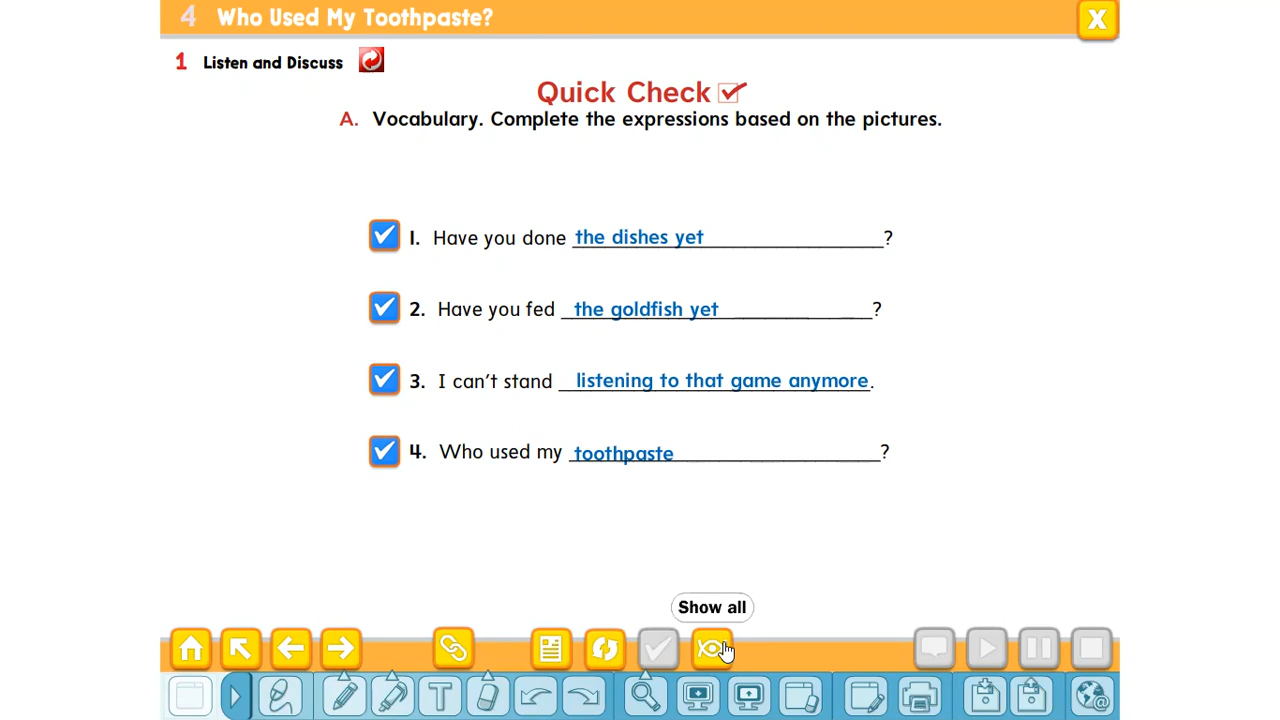 4 Who Used My Toothpaste?
X
1 Listen and Discuss
Quick Check
A. Vocabulary. Complete the expressions based on the pictures.
1. Have you done the dishes yet?
2. Have you fed the goldfish yet?
3. I can't stand listening to that game anymore.
4. Who used my toothpaste?
Show all
T